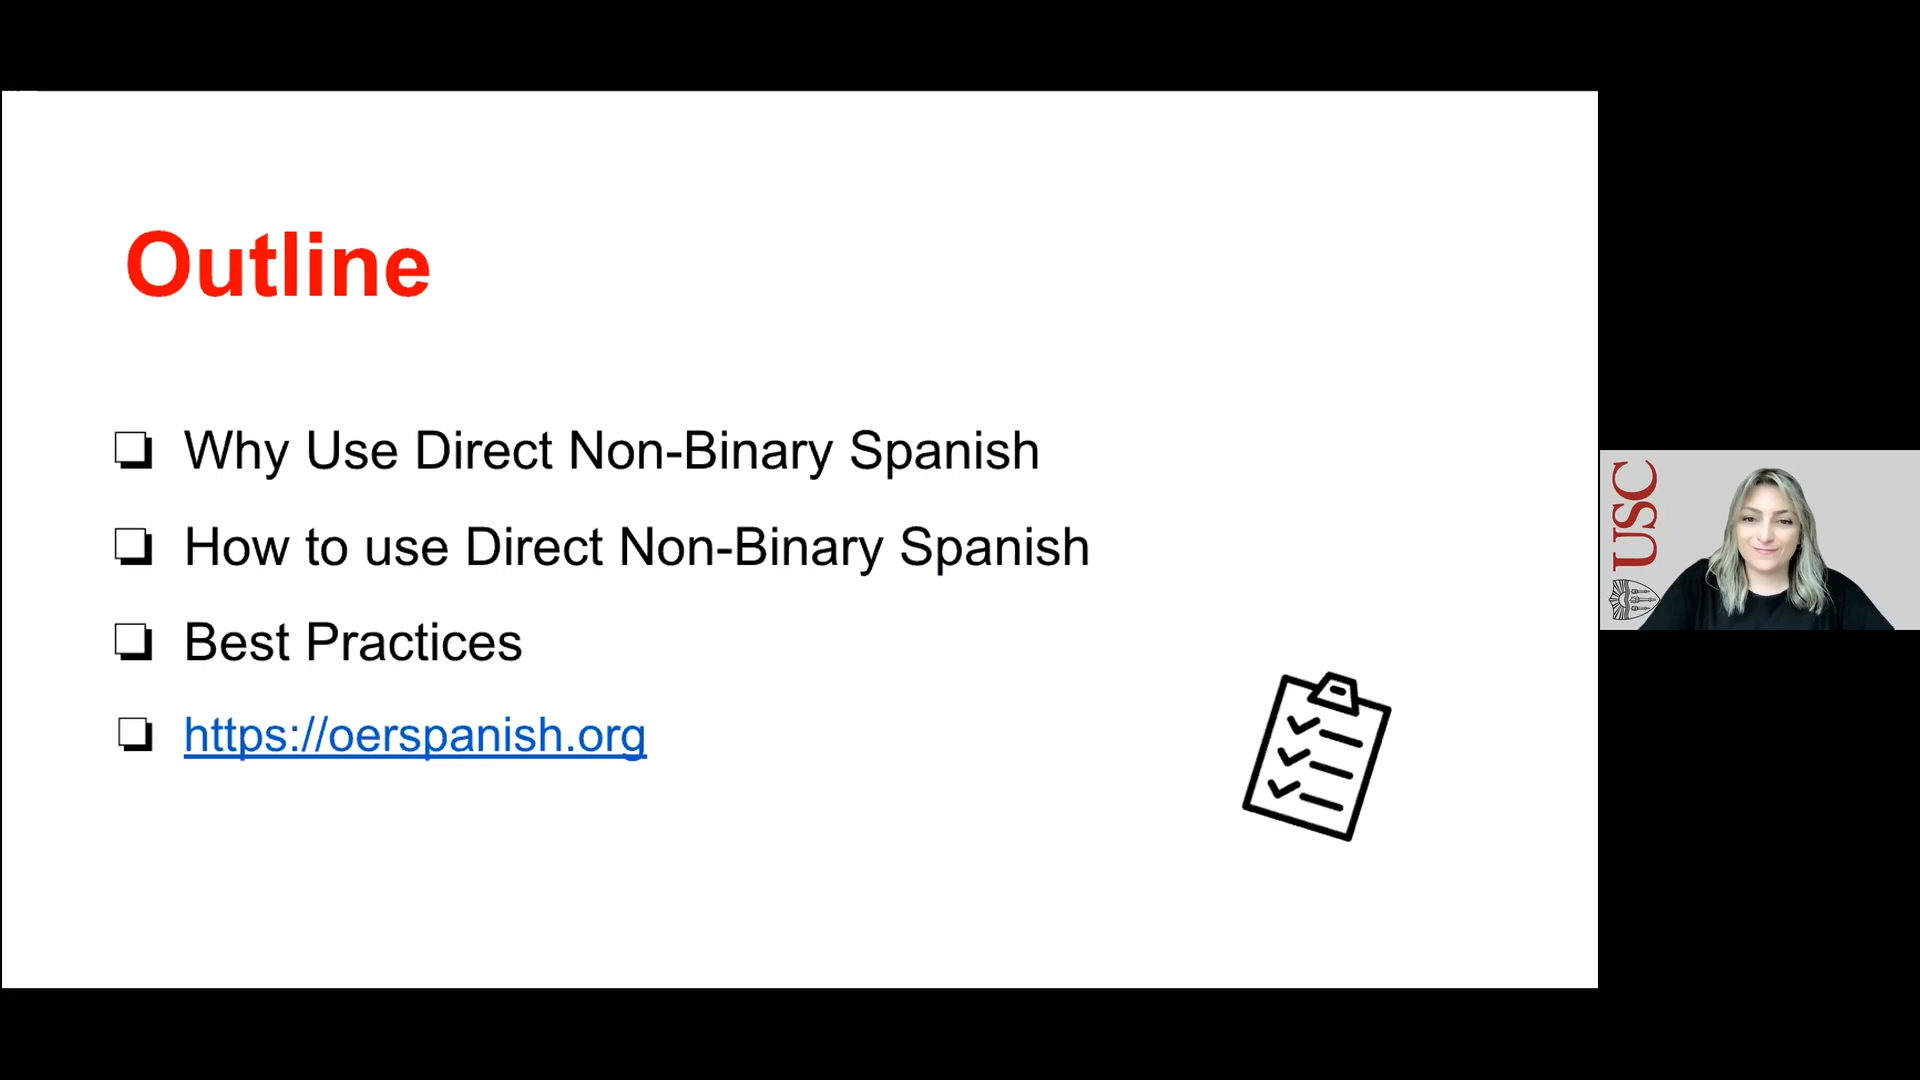 Outline
Why Use Direct Non-Binary Spanish
How to use Direct Non-Binary Spanish
Best Practices
https://oerspanish.org
USC